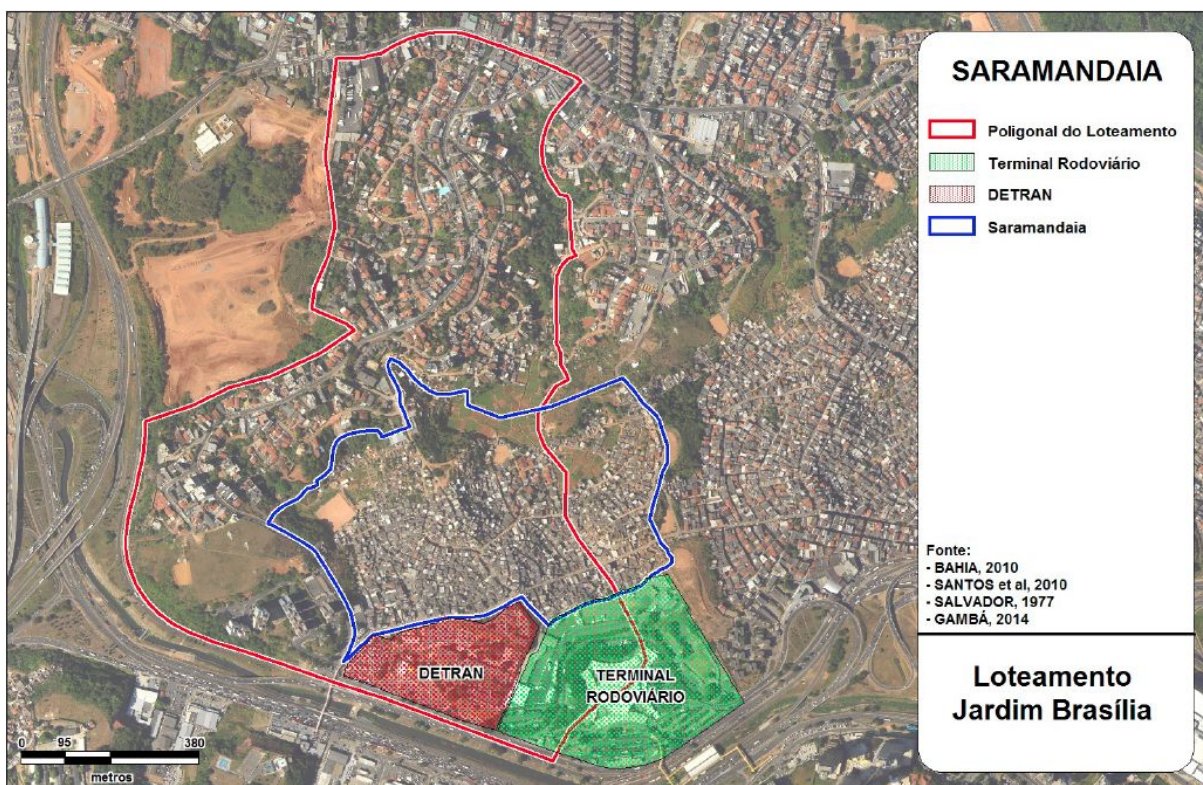 SARAMANDAIA
Poligonal do Loteamento
Terminal Rodoviário
DETRAN
Saramandaia
DETRAN
TERMINAL
RODOVIÁRIO
Fonte:
- BAHIA, 2010
- SANTOS et al, 2010
- SALVADOR, 1977
- GAMBÁ, 2014
Loteamento
Jardim Brasília
0 95 380
metros